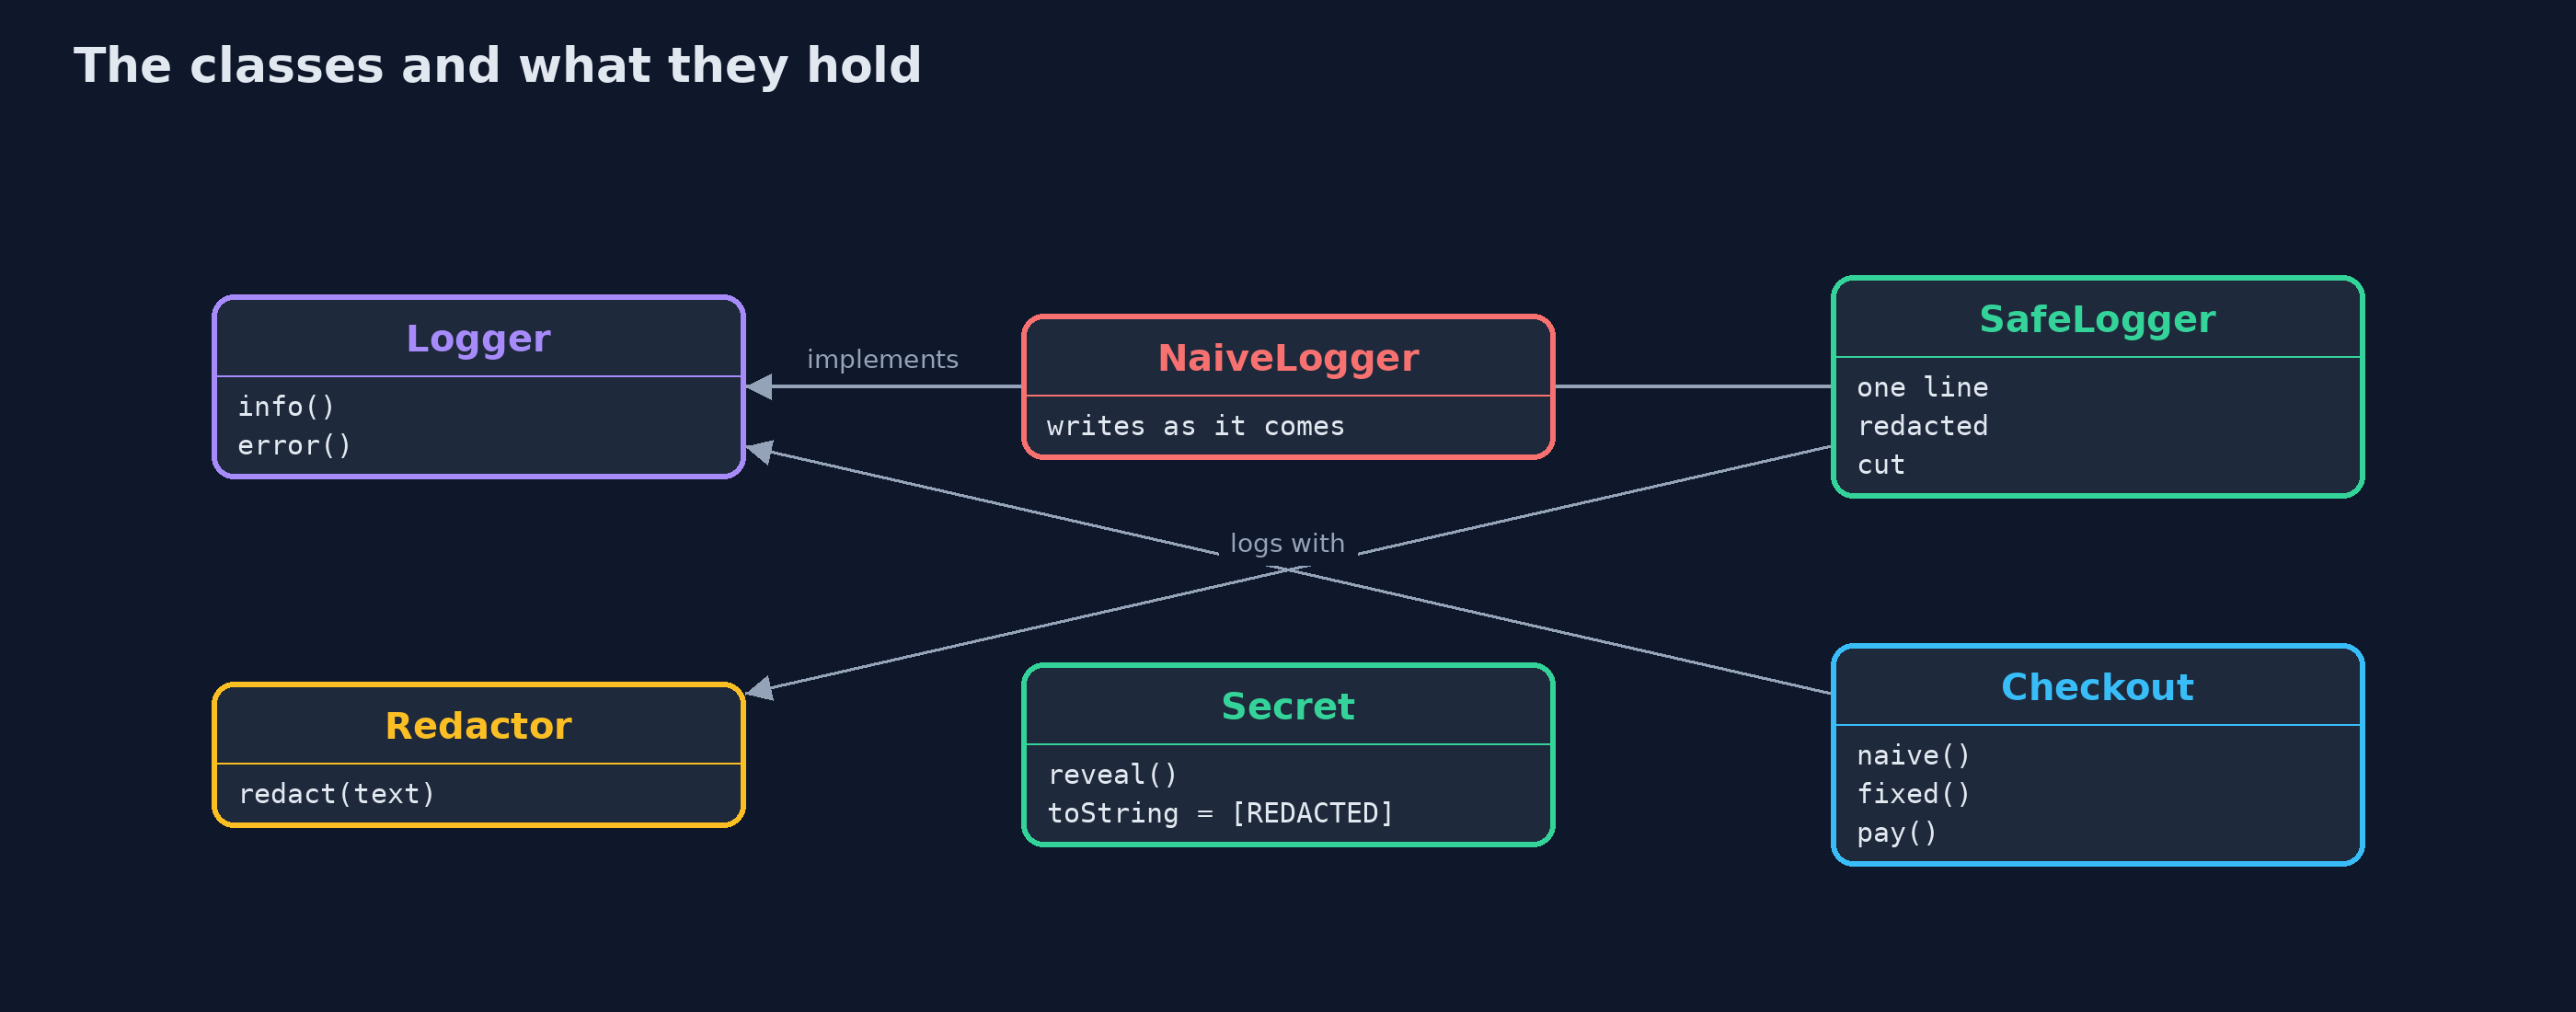 The classes and what they hold
Logger
info()
error()
implements
NaiveLogger
writes as it comes
SafeLogger
one line
redacted
cut
logs with
Redactor
redact(text)
Secret
reveal()
toString = [REDACTED]
Checkout
naive()
fixed()
pay()